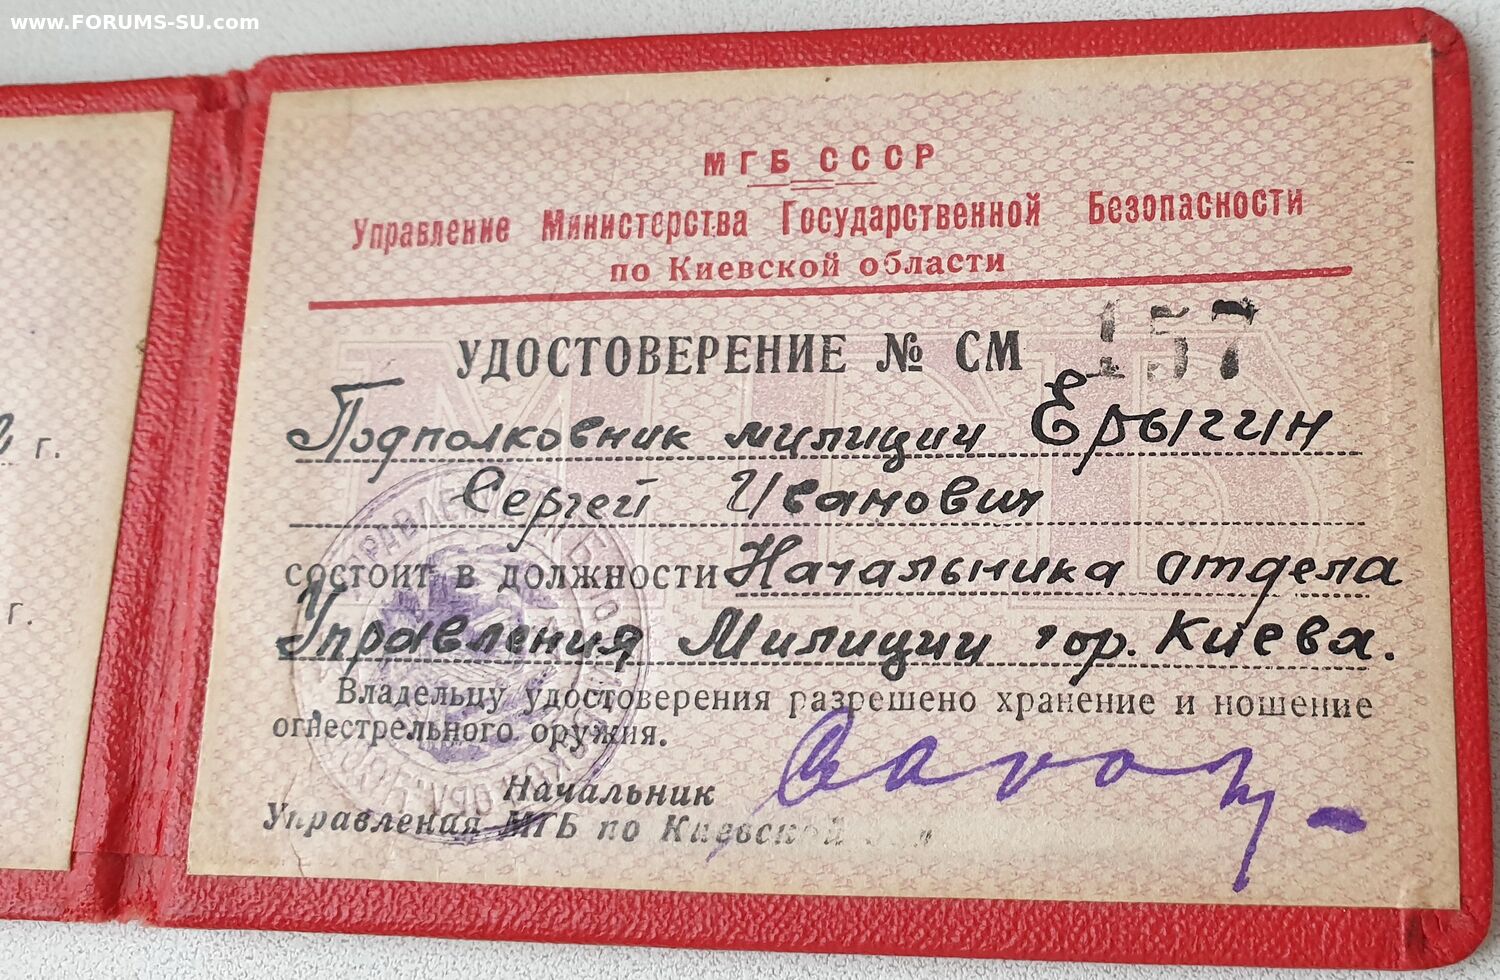 www.FORUMS-SU.com
г.
г.
МГБ СССР
Управление Министерства Государственной Безопасности
по Киевской области
УДОСТОВЕРЕНИЕ № СМ 157
Подполковник милиции Ерыгин
Сергей Иванович
состоит в должности Начальника отдела
Управления Милиции гор. Киева.
Владельцу удостоверения разрешено хранение и ношение
огнестрельного оружия.
Начальник
Управления МГБ по Киевской